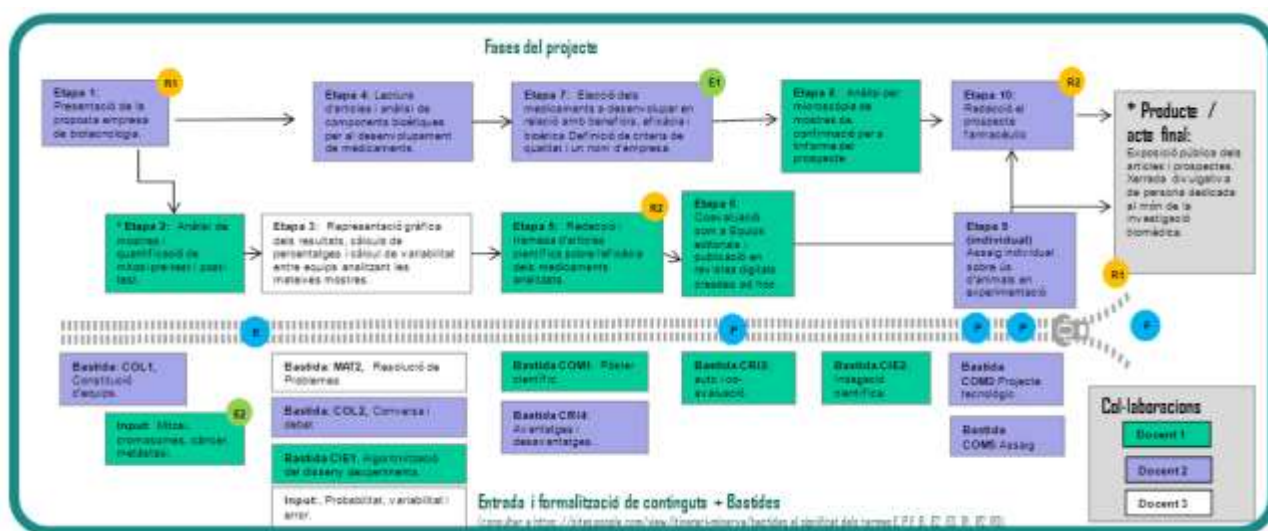 Fases del projecte
Etapa 1:
Presentació de la
proposta empresa
de biotecnologia.
R1
Etapa 4: Lectura
d'articles i anàlisi de
components bioètiques
per al desenvolupament
de medicaments.
Etapa 7: Elecció dels
medicaments a desenvolupar en
relació amb beneficis, eficàcia i
bioètica. Definició de criteris de
qualitat i un nom d'empresa.
E1
Anàlisi per
microscòpia de
mostres de
confirmació per a
informe del
prospecte
Etapa 10:
Redacció el
prospecte
farmacèutic
* Producte /
acte final:
Exposició pública dels
articles i prospectes.
Xerrada divulgativa
de persona dedicada
al món de la
investigació
biomèdica.
* Etapa 2: Anàlisi de
mostres i
quantificació de
mitosi pre-test i post-
test.
Etapa 3: Representació gràfica
dels resultats, càlculs de
percentatges i càlcul de variabilitat
entre equips analitzant les
mateixes mostres.
Etapa 5: Redacció i
tramesa d'articles
científics sobre l'eficàcia
dels medicaments
analitzats.
R2
Etapa 6:
Coavaluació
com a Equips
editorials i
publicació en
revistes digitals
creades ad hoc.
Etapa 9
(individual)
Assaig individual
sobre ús
d'animals en
experimentació
R1
P
P
P
Bastida: COL1,
Constitució
d'equips.
Input: Mitosi,
cromosomes, càncer,
metàstasi.
E2
Bastida: MAT2, Resolució de
Problemes
Bastida: COL2, Conversa i
debat.
Bastida CIE1, Algoritmització
del disseny d'experiments.
Input:, Probabilitat, variabilitat i
error.
Bastida COM1: Pòster
científic.
Bastida CRI4:
Avantatges i
desavantatges.
auto i co-
avaluació.
Bastida CIE2:
Indagació
científica.
Bastida
Projecte
tecnològic
Bastida
COM5 Assaig
Col·laboracions
Docent 1
Docent 2
Docent 3
Entrada i formalització de continguts + Bastides